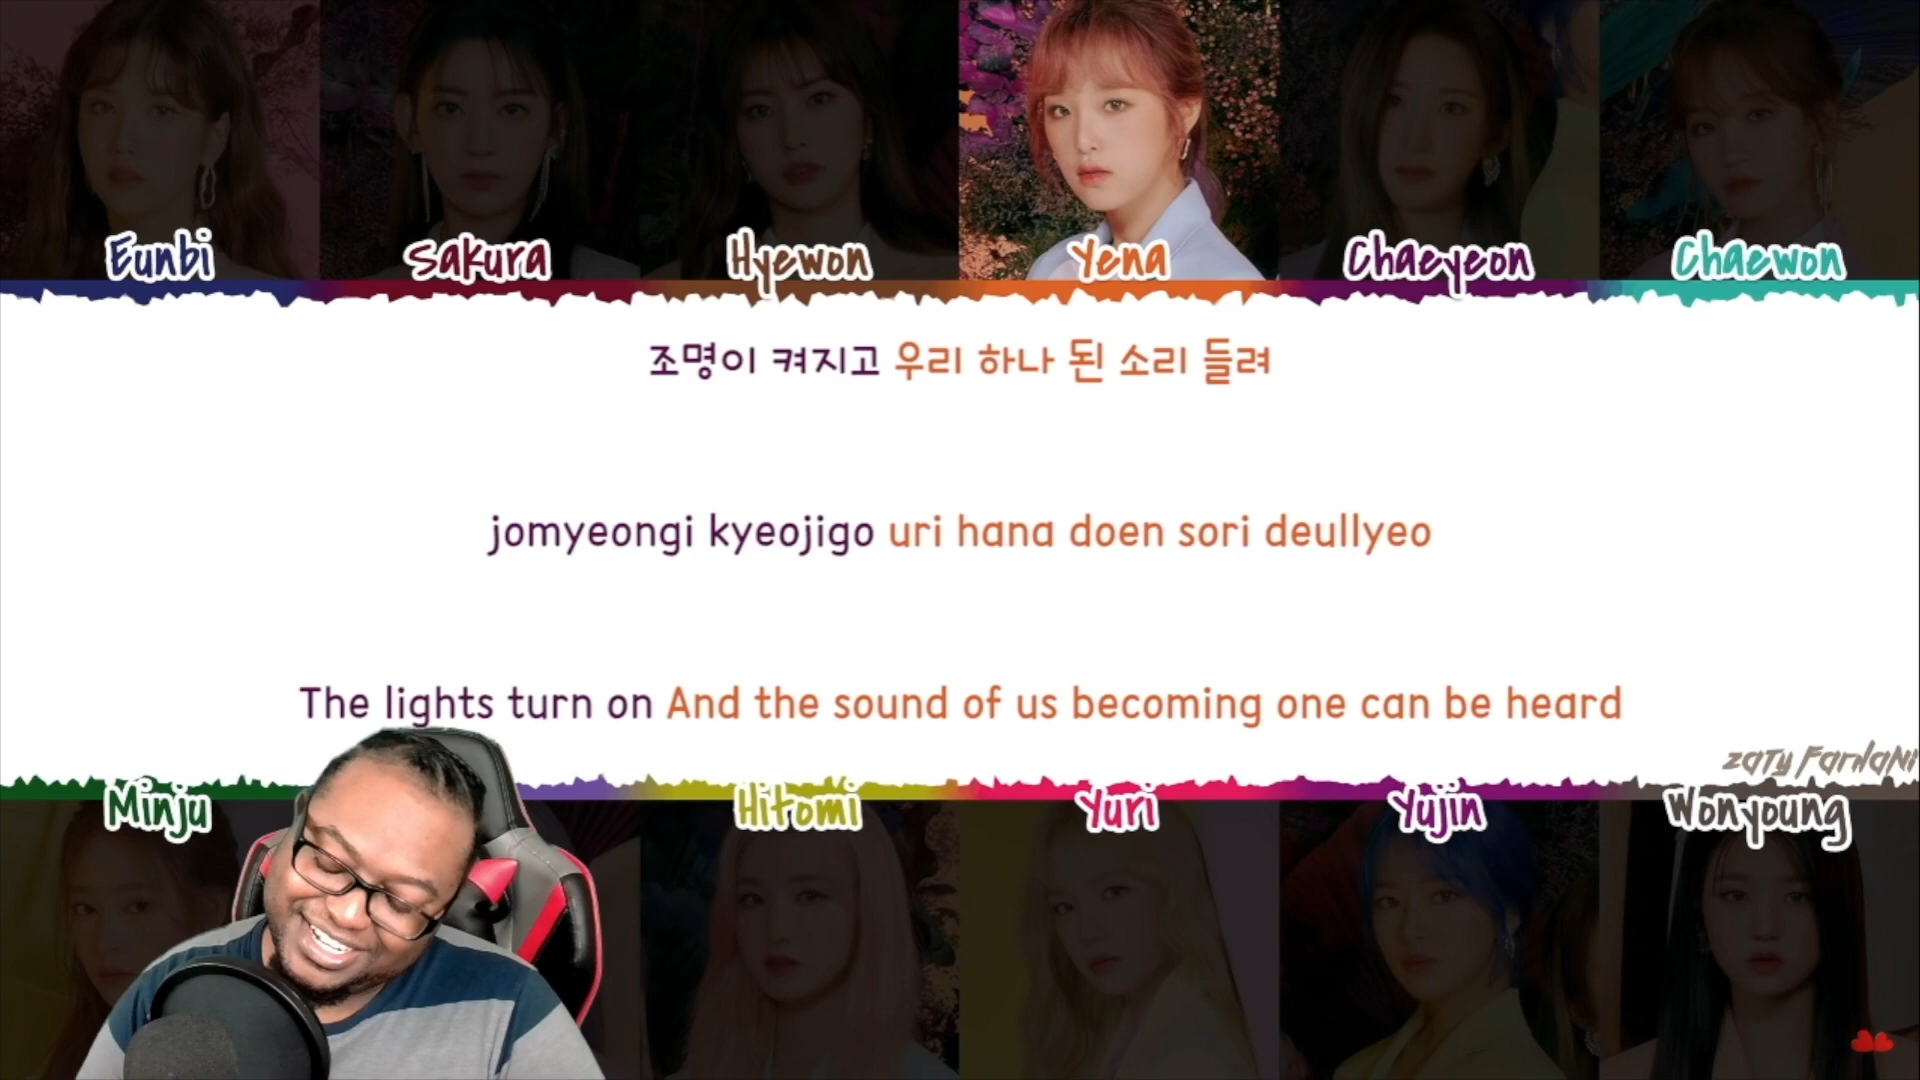 Eunbi Sakura Hyewon Yena Chaeyeon Chaewon
조명이 켜지고 우리 하나 된 소리 들려
jomyeongi kyeojigo uri hana doen sori deullyeo
The lights turn on And the sound of us becoming one can be heard
zaty farhani
Minju Hitomi Yuri Yujin Wonyoung